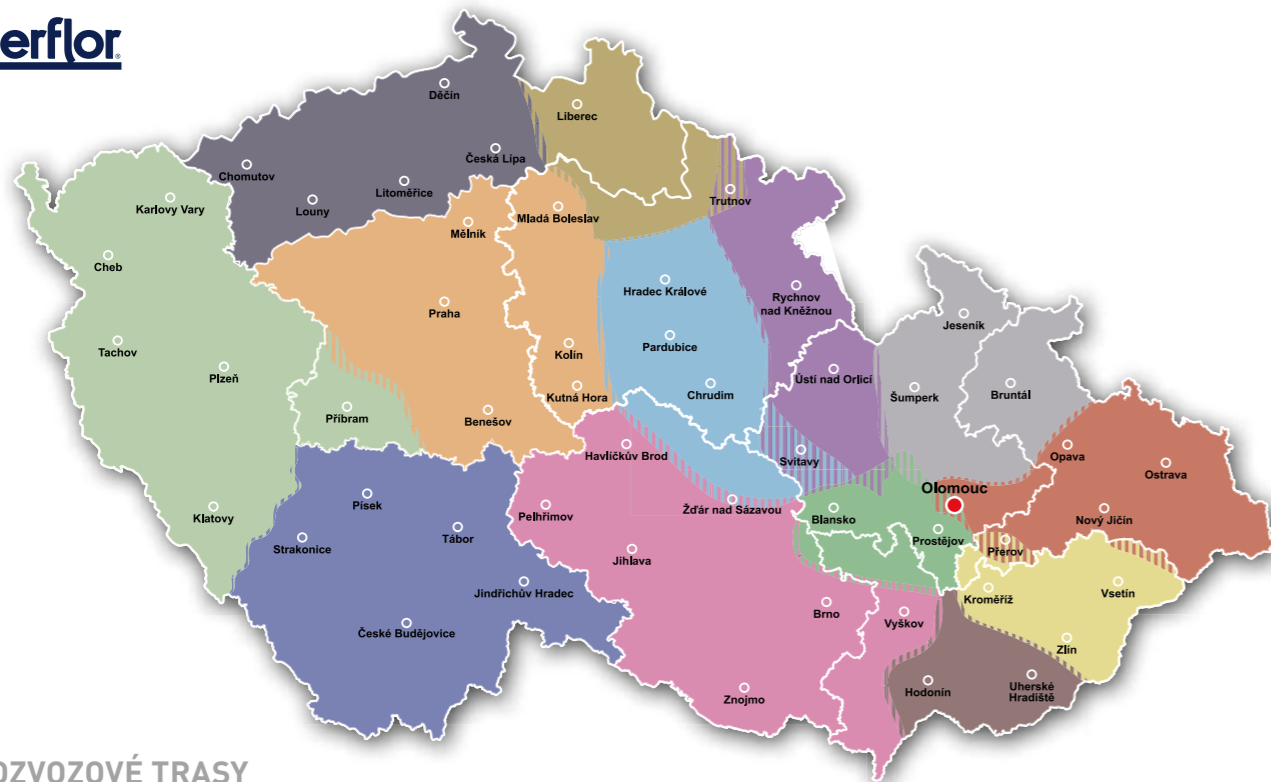 erflor
Děčín
Liberec
Česká Lípa
Chomutov
Litoměřice
Trutnov
Karlovy Vary
Louny
Mladá Boleslav
Mělník
Cheb
Hradec Králové
Rychnov
nad Kněžnou
Praha
Jeseník
Tachov
Kolín
Pardubice
Plzeň
Ústí nad Orlicí
Kutná Hora
Chrudim
Šumperk
Bruntál
Příbram
Benešov
Havlíčkův Brod
Svitavy
Opava
Ostrava
Olomouc
Písek
Pelhřimov
Žďár nad Sázavou
Blansko
Nový Jičín
Klatovy
Strakonice
Tábor
Prostějov
Přerov
Jihlava
Jindřichův Hradec
Kroměříž
Vsetín
Brno
Vyškov
České Budějovice
Zlín
Znojmo
Hodonín
Uherské
Hradiště
OZVOZOVÉ TRASY